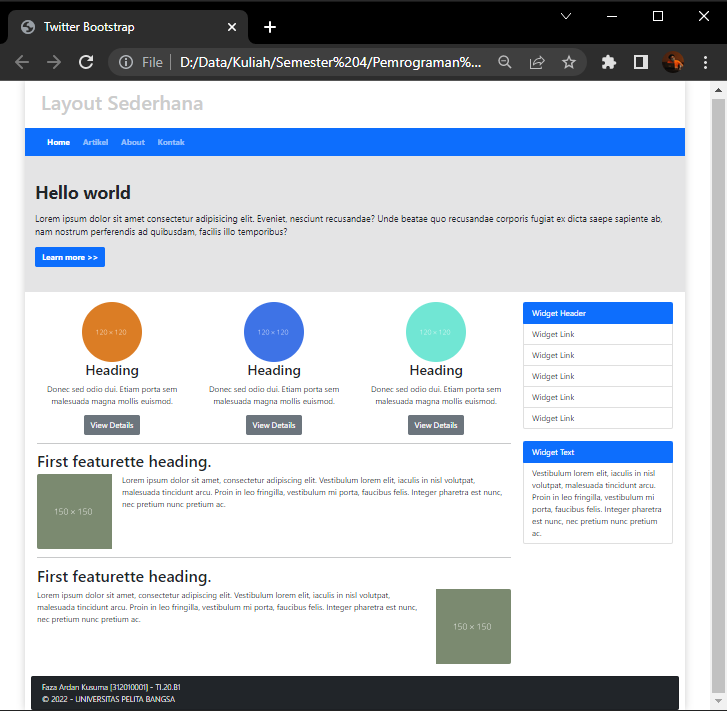 Twitter Bootstrap
File
D:/Data/Kuliah/Semester%204/Pemrograman%...
Layout Sederhana
Home Artikel About Kontak
Hello world
Lorem ipsum dolor sit amet consectetur adipisicing elit. Eveniet, nesciunt recusandae? Unde beatae quo recusandae corporis fugiat ex dicta saepe sapiente ab,
nam nostrum perferendis ad quibusdam, facilis illo temporibus?
Learn more >>
120 × 120
Heading
Donec sed odio dui. Etiam porta sem
malesuada magna mollis euismod.
View Details
120 × 120
Heading
Donec sed odio dui. Etiam porta sem
malesuada magna mollis euismod.
View Details
120 × 120
Heading
Donec sed odio dui. Etiam porta sem
malesuada magna mollis euismod.
View Details
First featurette heading.
150 × 150
Lorem ipsum dolor sit amet, consectetur adipiscing elit. Vestibulum lorem elit, iaculis in nisl volutpat,
malesuada tincidunt arcu. Proin in leo fringilla, vestibulum mi porta, faucibus felis. Integer pharetra est nunc,
nec pretium nunc pretium ac.
First featurette heading.
Lorem ipsum dolor sit amet, consectetur adipiscing elit. Vestibulum lorem elit, iaculis in nisl volutpat,
malesuada tincidunt arcu. Proin in leo fringilla, vestibulum mi porta, faucibus felis. Integer pharetra est nunc,
nec pretium nunc pretium ac.
150 × 150
Widget Header
Widget Link
Widget Link
Widget Link
Widget Link
Widget Link
Widget Text
Vestibulum lorem elit, iaculis in nisl
volutpat, malesuada tincidunt arcu.
Proin in leo fringilla, vestibulum mi
porta, faucibus felis. Integer pharetra
est nunc, nec pretium nunc pretium
ac.
Faza Ardan Kusuma [312010001] - TI.20.B1
© 2022 - UNIVERSITAS PELITA BANGSA